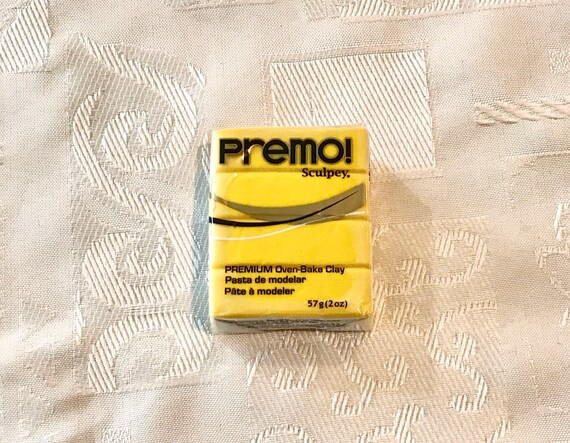 Premo!
Sculpey.
PREMIUM Oven-Bake Clay
Pasta de modelar
Pâte à modeler
57g(2oz)